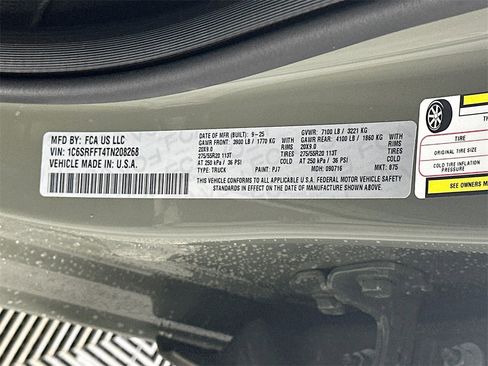 MFD BY: FCA US LLC
VIN: 1C6SRFFT4TN208268
VEHICLE MADE IN U.S.A.
DATE OF MFR (BUILT): 9-25
GAWR FRONT: 3900 LB / 1770 KG
RIMS
20X9.0
TIRES
275/55R20 113T
COLD
AT 250 kPa / 36 PSI
TYPE: TRUCK
PAINT: PJ7
GVWR: 7100 LB / 3221 KG
GAWR REAR: 4100 LB / 1860 KG
RIMS
20X9.0
TIRES
275/55R20 113T
COLD
AT 250 kPa / 36 PSI
MDH: 090716
MKT: 875
THIS VEHICLE CONFORMS TO ALL APPLICABLE U.S.A. FEDERAL MOTOR VEHICLE SAFETY
STANDARDS IN EFFECT ON THE DATE OF MANUFACTURE SHOWN ABOVE.
TIRE
ORIGINAL TIRE SIZE
COLD TIRE INFLATION
PRESSURE
SEE OWNERS